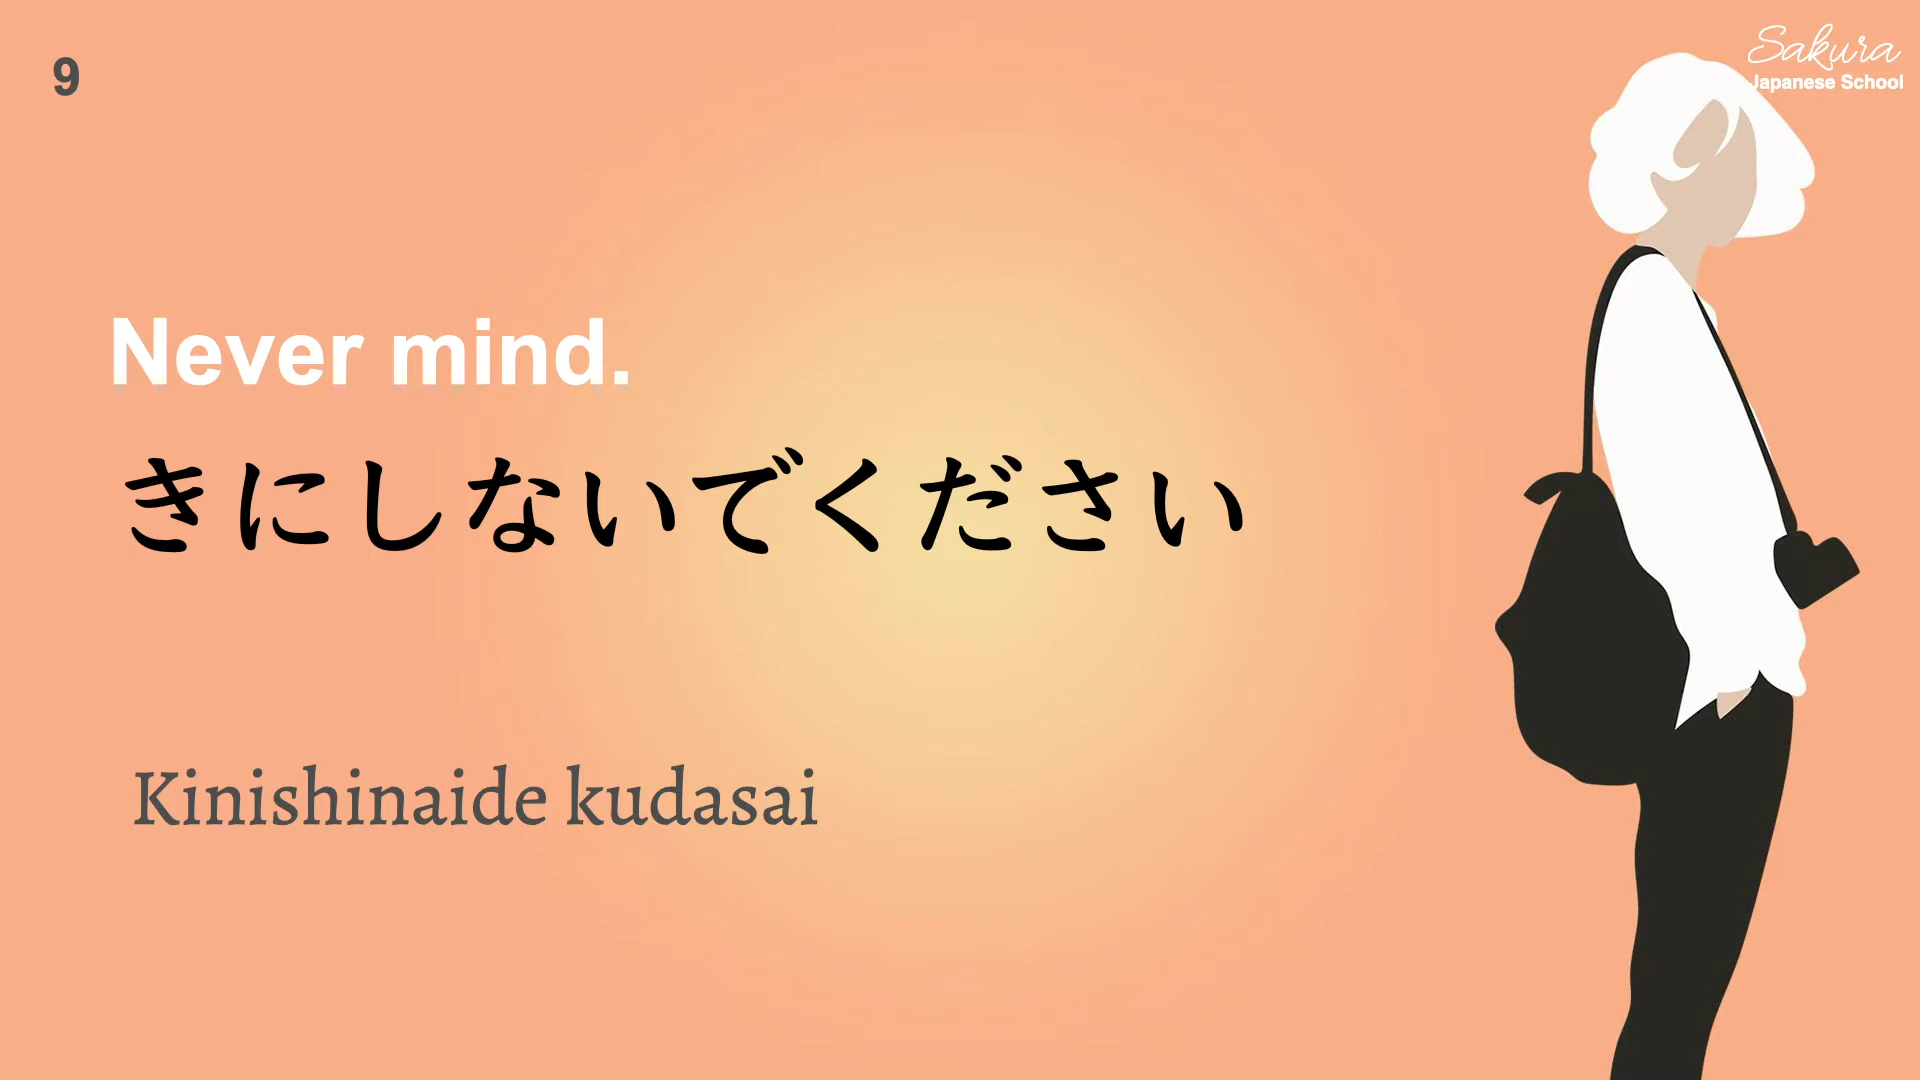 9
Sakura
Japanese School
Never mind.
きにしないでください
Kinishinaide kudasai